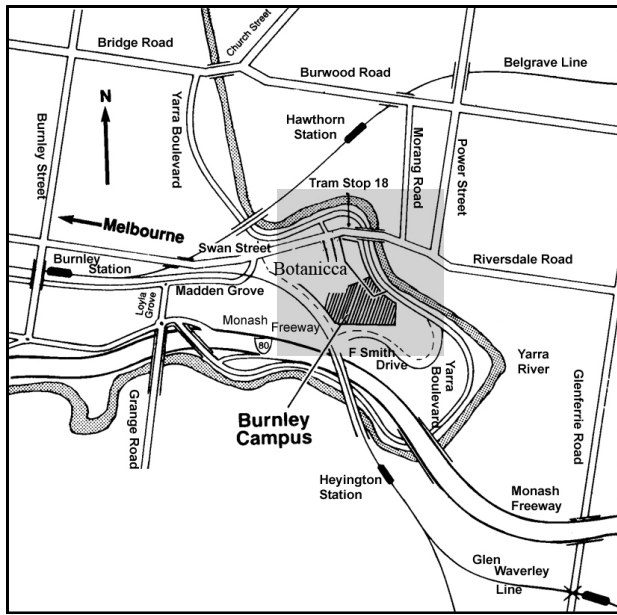 Church Street
Bridge Road
Belgrave Line
Burwood Road
N
Hawthorn
Station
Burnley Street
Yarra Boulevard
Morang Road
Power Street
Tram Stop 18
Melbourne
Swan Street
Riversdale Road
Burnley
Station
Botanicca
Madden Grove
Loyla
Grove
Monash
Freeway
80
F Smith
Drive
Yarra
Boulevard
Yarra
River
Glenferrie Road
Burnley
Campus
Grange Road
Heyington
Station
Monash
Freeway
Glen
Waverley
Line